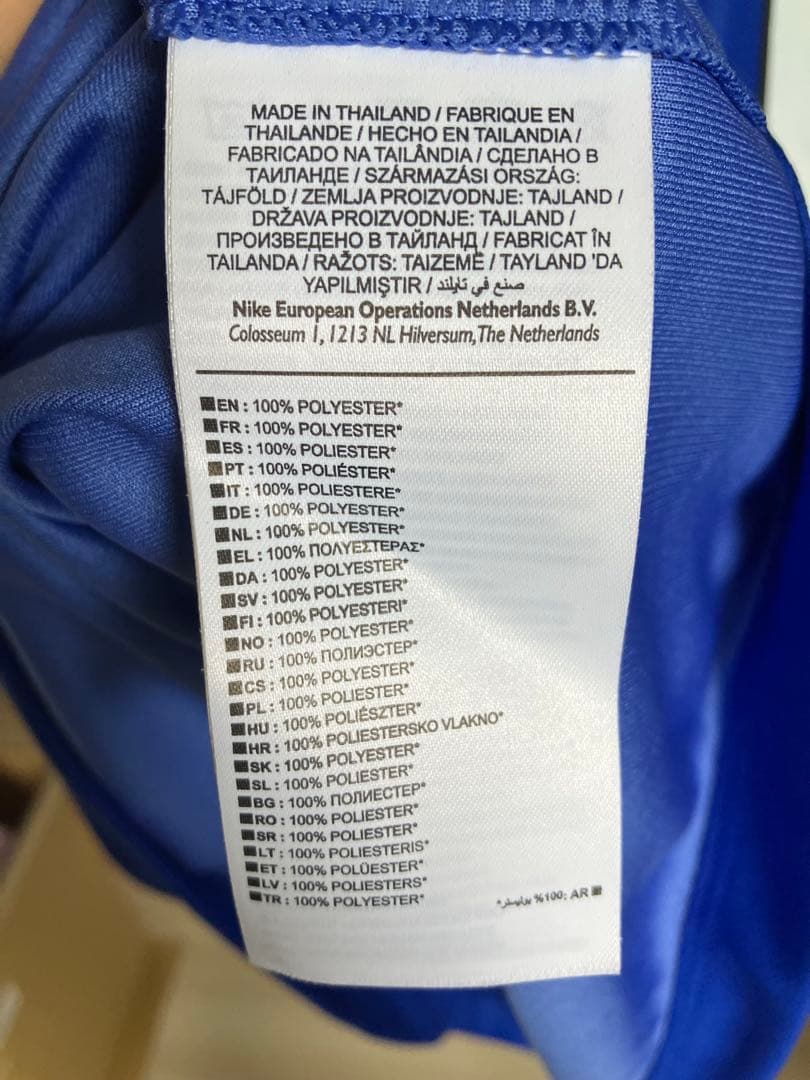 MADE IN THAILAND / FABRIQUE EN
THAILANDE / HECHO EN TAILANDIA /
FABRICADO NA TAILÂNDIA / СДЕЛАНО В
ТАИЛАНДЕ / SZÁRMAZÁSI ORSZÁG:
TÁJFÖLD / ZEMLJA PROIZVODNJE: TAJLAND /
DRŽAVA PROIZVODNJE: TAJLAND /
ПРОИЗВЕДЕНО В ТАЙЛАНД / FABRICAT ÎN
TAILANDA / RAŽOTS: TAIZEME / TAYLAND 'DA
YAPILMIŞTIR / صنع في تايلند
Nike European Operations Netherlands B.V.
Colosseum 1, 1213 NL Hilversum, The Netherlands
EN : 100% POLYESTER*
FR : 100% POLYESTER*
ES : 100% POLIESTER*
PT : 100% POLIÉSTER*
IT : 100% POLIESTERE*
DE : 100% POLYESTER*
NL : 100% POLYESTER*
EL : 100% ΠΟΛΥΕΣΤΕΡΑΣ*
DA : 100% POLYESTER*
SV : 100% POLYESTER*
FI : 100% POLYESTERI*
NO : 100% POLYESTER*
RU : 100% ПОЛИЭСТЕР*
CS : 100% POLYESTER*
PL : 100% POLIESTER*
HU : 100% POLIÉSZTER*
HR : 100% POLIESTERSKO VLAKNO*
SK : 100% POLYESTER*
SL : 100% POLIESTER*
BG : 100% ПОЛИЕСТЕР*
RO : 100% POLIESTER*
SR : 100% POLIESTER*
LT : 100% POLIESTERIS*
ET : 100% POLÜESTER*
LV : 100% POLIESTERS*
TR : 100% POLYESTER*
AR :100% بوليستر*